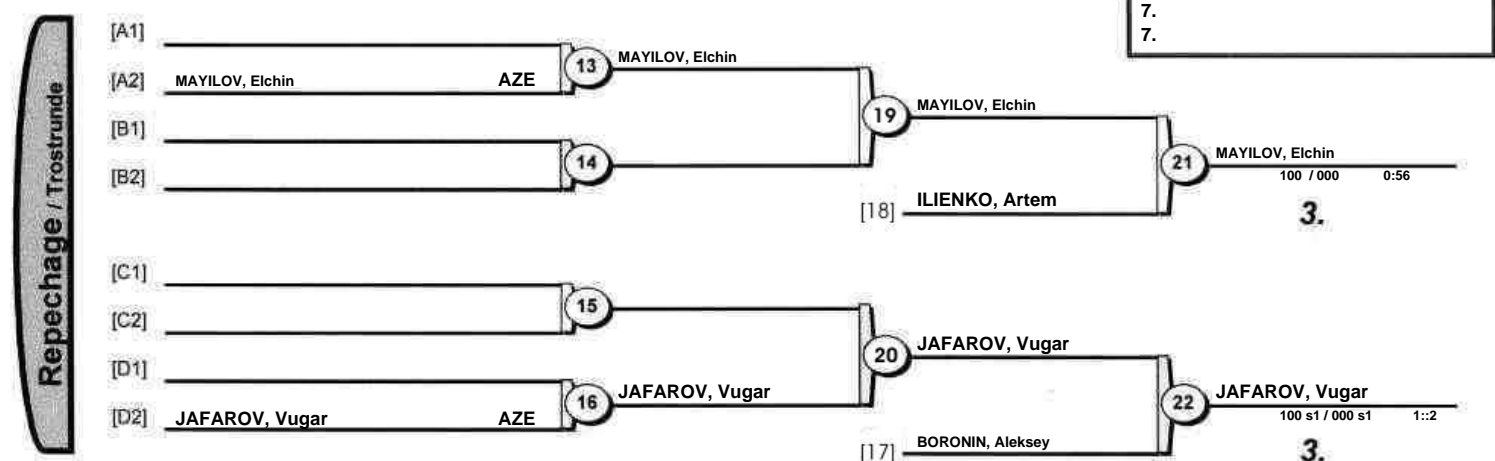 7.
7.
Repechage / Trostrunde
[A1]
[A2] MAYILOV, Elchin AZE
13 MAYILOV, Elchin
[B1]
[B2]
14
19 MAYILOV, Elchin
[18] ILIENKO, Artem
21 MAYILOV, Elchin
100 / 000 0:56
3.
[C1]
[C2]
15
[D1]
[D2] JAFAROV, Vugar AZE
16 JAFAROV, Vugar
20 JAFAROV, Vugar
[17] BORONIN, Aleksey
22 JAFAROV, Vugar
100 s1 / 000 s1 1::2
3.